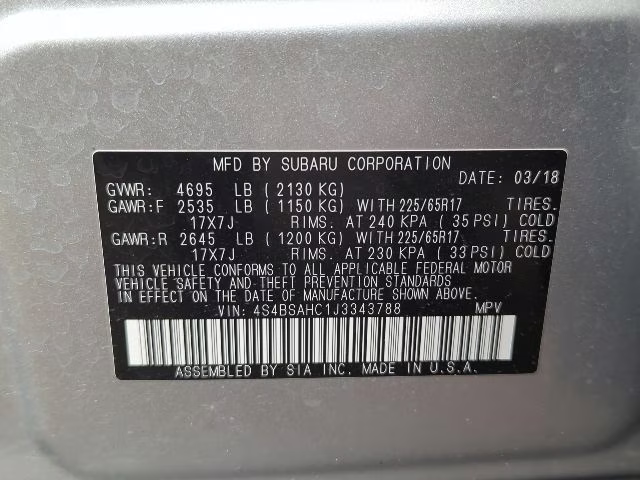 MFD BY SUBARU CORPORATION
DATE: 03/18
GVWR: 4695 LB ( 2130 KG)
GAWR:F 2535 LB ( 1150 KG) WITH 225/65R17 TIRES.
17X7J RIMS. AT 240 KPA ( 35 PSI) COLD
GAWR:R 2645 LB ( 1200 KG) WITH 225/65R17 TIRES.
17X7J RIMS. AT 230 KPA ( 33 PSI) COLD
THIS VEHICLE CONFORMS TO ALL APPLICABLE FEDERAL MOTOR
VEHICLE SAFETY AND THEFT PREVENTION STANDARDS
IN EFFECT ON THE DATE OF MANUFACTURE SHOWN ABOVE.
VIN: 4S4BSAHC1J3343788 MPV
ASSEMBLED BY SIA INC. MADE IN U.S.A.